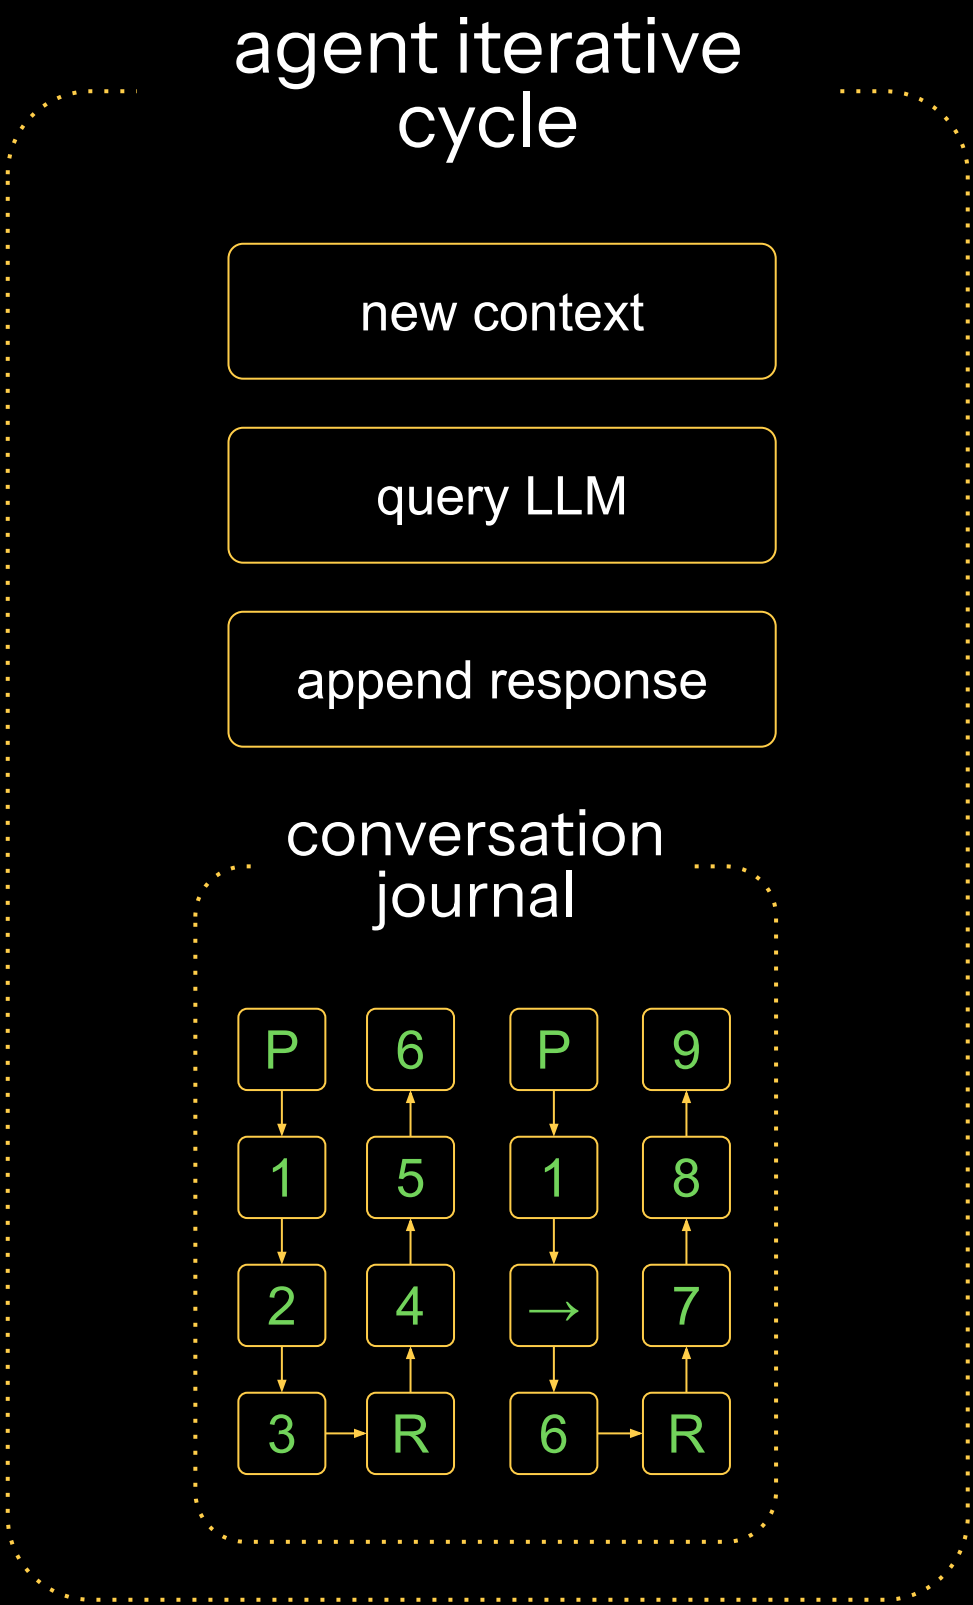 agent iterative
cycle
new context
query LLM
append response
conversation
journal
P 6 P 9
1 5 1 8
2 4 → 7
3 R 6 R